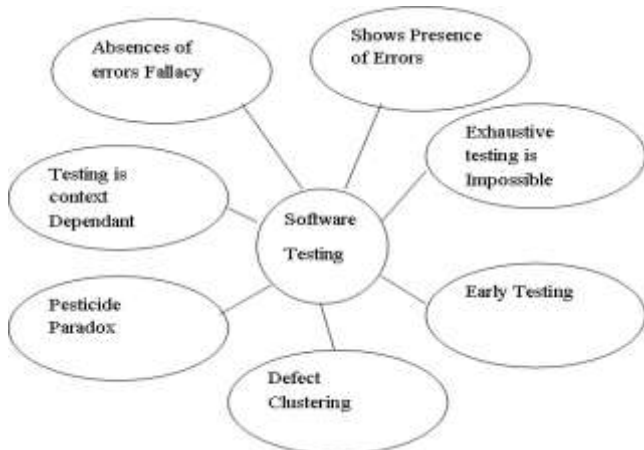 Absences of
errors Fallacy
Shows Presence
of Errors
Exhaustive
testing is
Impossible
Testing is
context
Dependant
Software
Testing
Early Testing
Pesticide
Paradox
Defect
Clustering